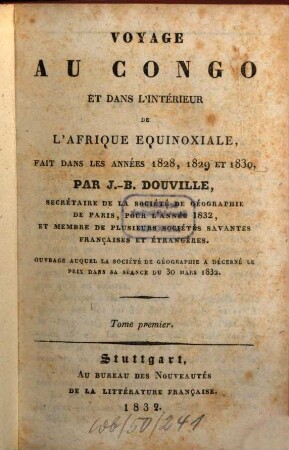 VOYAGE
AU CONGO
ET DANS L'INTÉRIEUR
DE
L'AFRIQUE EQUINOXIALE,
FAIT DANS LES ANNÉES 1828, 1829 ET 1830,
PAR J.-B. DOUVILLE,
SECRÉTAIRE DE LA SOCIÉTÉ DE GÉOGRAPHIE
DE PARIS, POUR L'ANNÉE 1832,
ET MEMBRE DE PLUSIEURS SOCIÉTÉS SAVANTES
FRANÇAISES ET ÉTRANGÈRES.
OUVRAGE AUQUEL LA SOCIÉTÉ DE GÉOGRAPHIE A DÉCERNÉ LE
PRIX DANS SA SÉANCE DU 30 MARS 1832.
Tome premier.
Stuttgart,
AU BUREAU DES NOUVEAUTÉS
DE LA LITTÉRATURE FRANÇAISE.
1832.